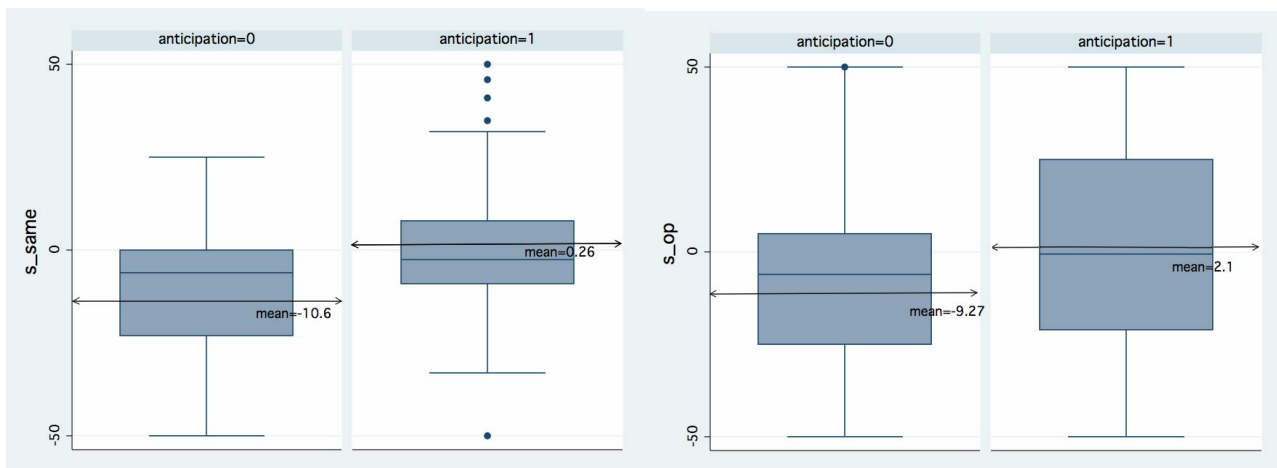 anticipation=0
anticipation=1
s_same
50
0
-50
mean=-10.6
mean=0.26
anticipation=0
anticipation=1
s_op
50
0
-50
mean=-9.27
mean=2.1